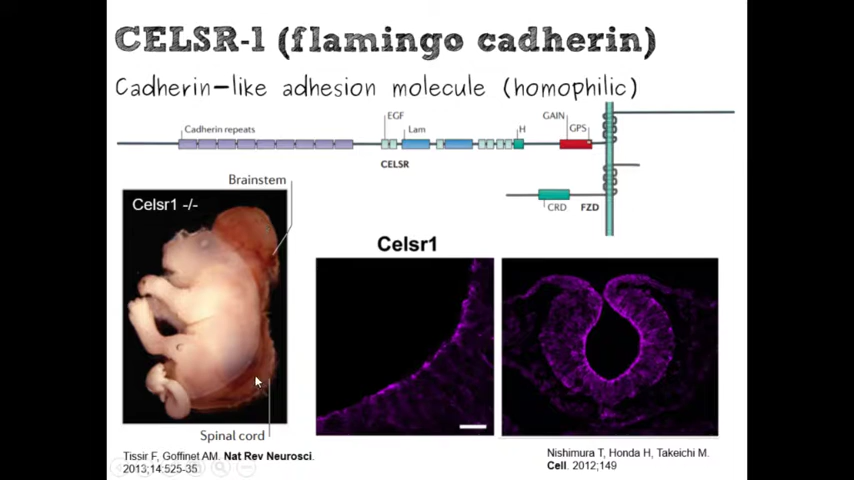 CELSR-1 (flamingo cadherin)
Cadherin-like adhesion molecule (homophilic)
Cadherin repeats
EGF
Lam
H
GAIN
GPS
CELSR
CRD
FZD
Brainstem
Celsr1 -/-
Celsr1
Spinal cord
Tissir F, Goffinet AM. Nat Rev Neurosci.
2013;14:525-35.
Nishimura T, Honda H, Takeichi M.
Cell. 2012;149